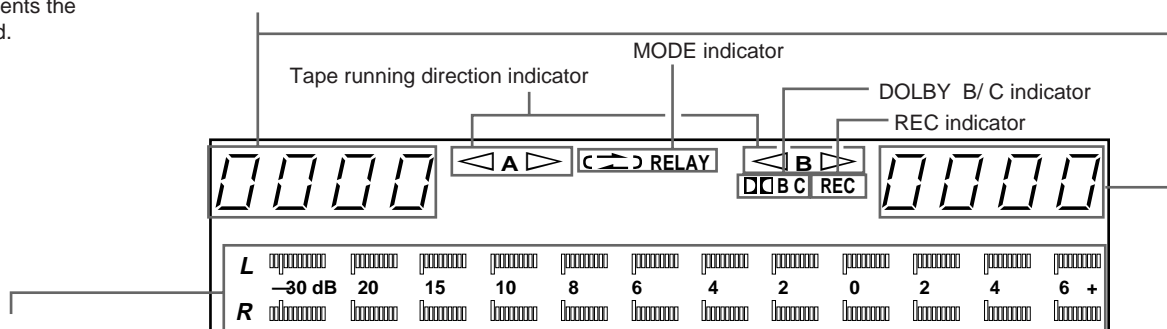 ents the
d.
MODE indicator
Tape running direction indicator
DOLBY B/ C indicator
REC indicator
0000 ◁ A ▷ RELAY ◁ B ▷ 0000
B C REC
L
—30 dB 20 15 10 8 6 4 2 0 2 4 6 +
R